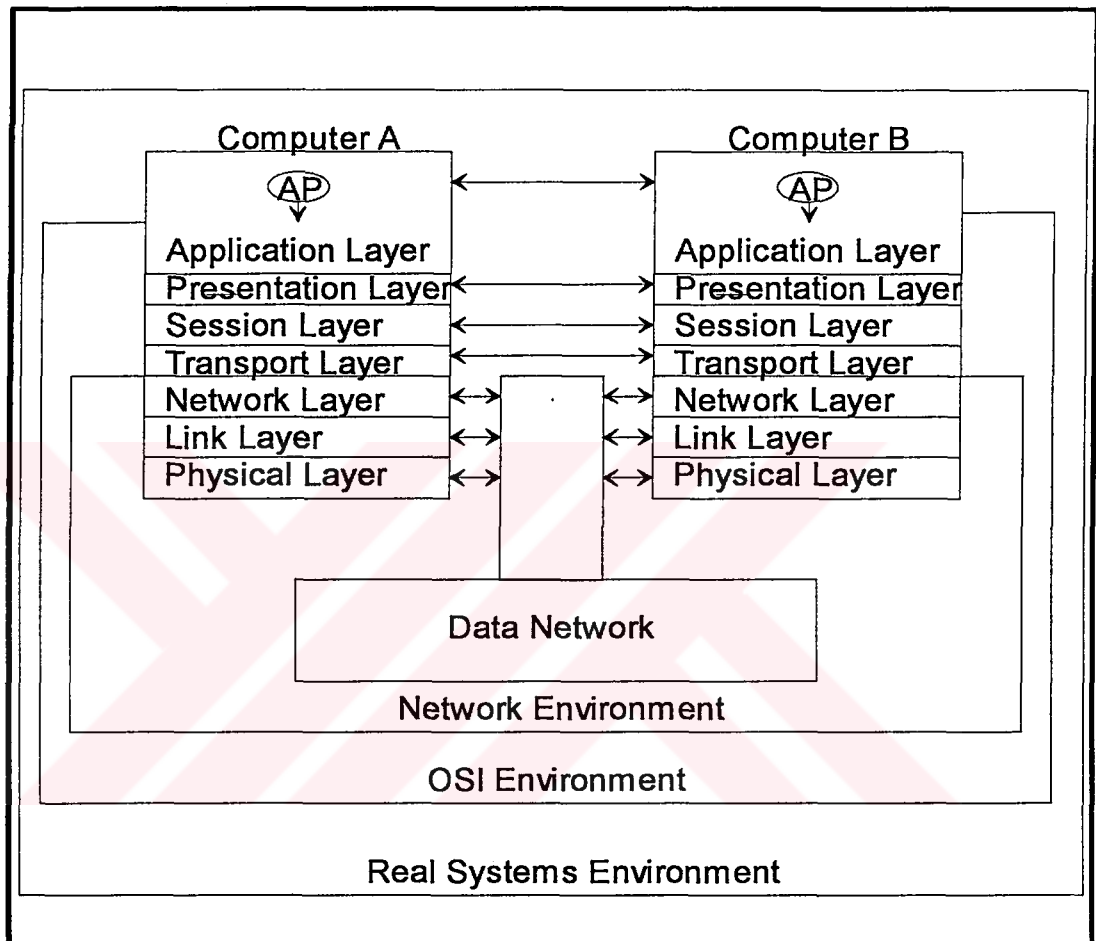 Computer A
Computer B
AP
AP
Application Layer
Application Layer
Presentation Layer
Presentation Layer
Session Layer
Session Layer
Transport Layer
Transport Layer
Network Layer
Network Layer
Link Layer
Link Layer
Physical Layer
Physical Layer
Data Network
Network Environment
OSI Environment
Real Systems Environment